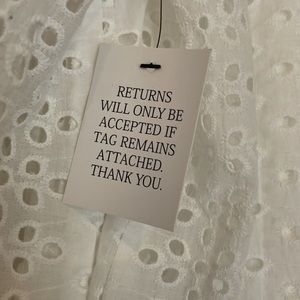 RETURNS
WILL ONLY BE
ACCEPTED IF
TAG REMAINS
ATTACHED.
THANK YOU.